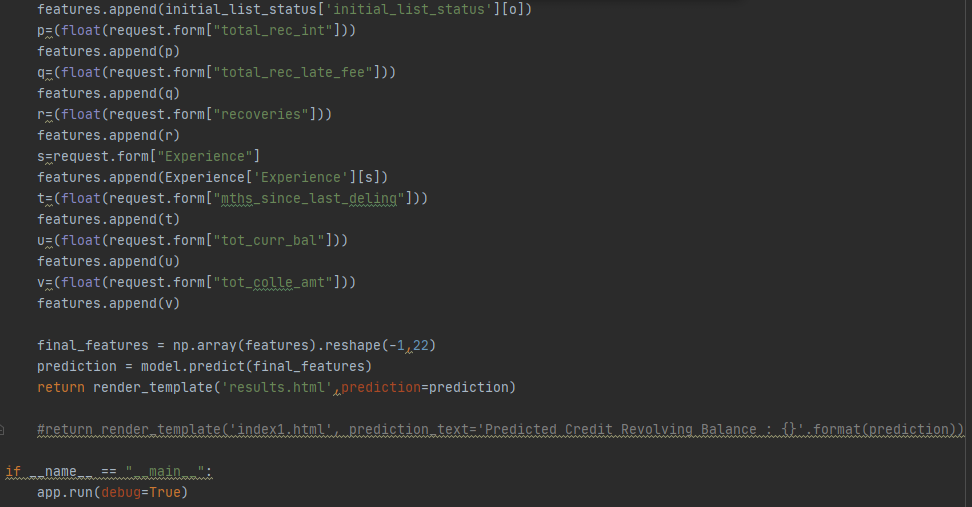 features.append(initial_list_status['initial_list_status'][o])
p=(float(request.form["total_rec_int"]))
features.append(p)
q=(float(request.form["total_rec_late_fee"]))
features.append(q)
r=(float(request.form["recoveries"]))
features.append(r)
s=request.form["Experience"]
features.append(Experience['Experience'][s])
t=(float(request.form["mths_since_last_delinq"]))
features.append(t)
u=(float(request.form["tot_curr_bal"]))
features.append(u)
v=(float(request.form["tot_colle_amt"]))
features.append(v)
final_features = np.array(features).reshape(-1,22)
prediction = model.predict(final_features)
return render_template('results.html',prediction=prediction)
#return render_template('index1.html', prediction_text='Predicted Credit Revolving Balance : {}'.format(prediction))
if __name__ == "__main__":
app.run(debug=True)